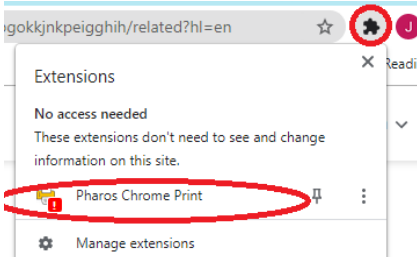 ogokkjnkpeigghih/related?hl=en
J
Extensions
Readi
No access needed
These extensions don't need to see and change
information on this site.
Pharos Chrome Print
Manage extensions